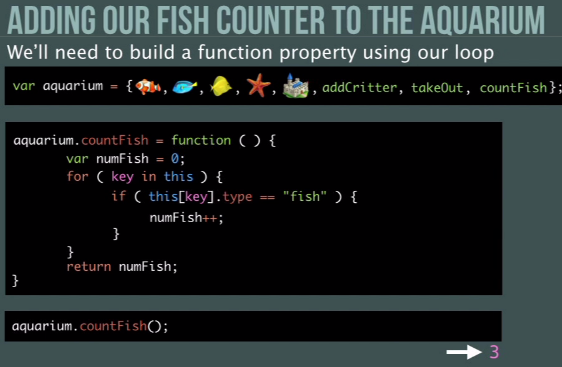 ADDING OUR FISH COUNTER TO THE AQUARIUM
We'll need to build a function property using our loop
var aquarium = { , , , , , addCritter, takeOut, countFish};
aquarium.countFish = function ( ) {
var numFish = 0;
for ( key in this ) {
if ( this[key].type == "fish" ) {
numFish++;
}
}
return numFish;
}
aquarium.countFish();
3